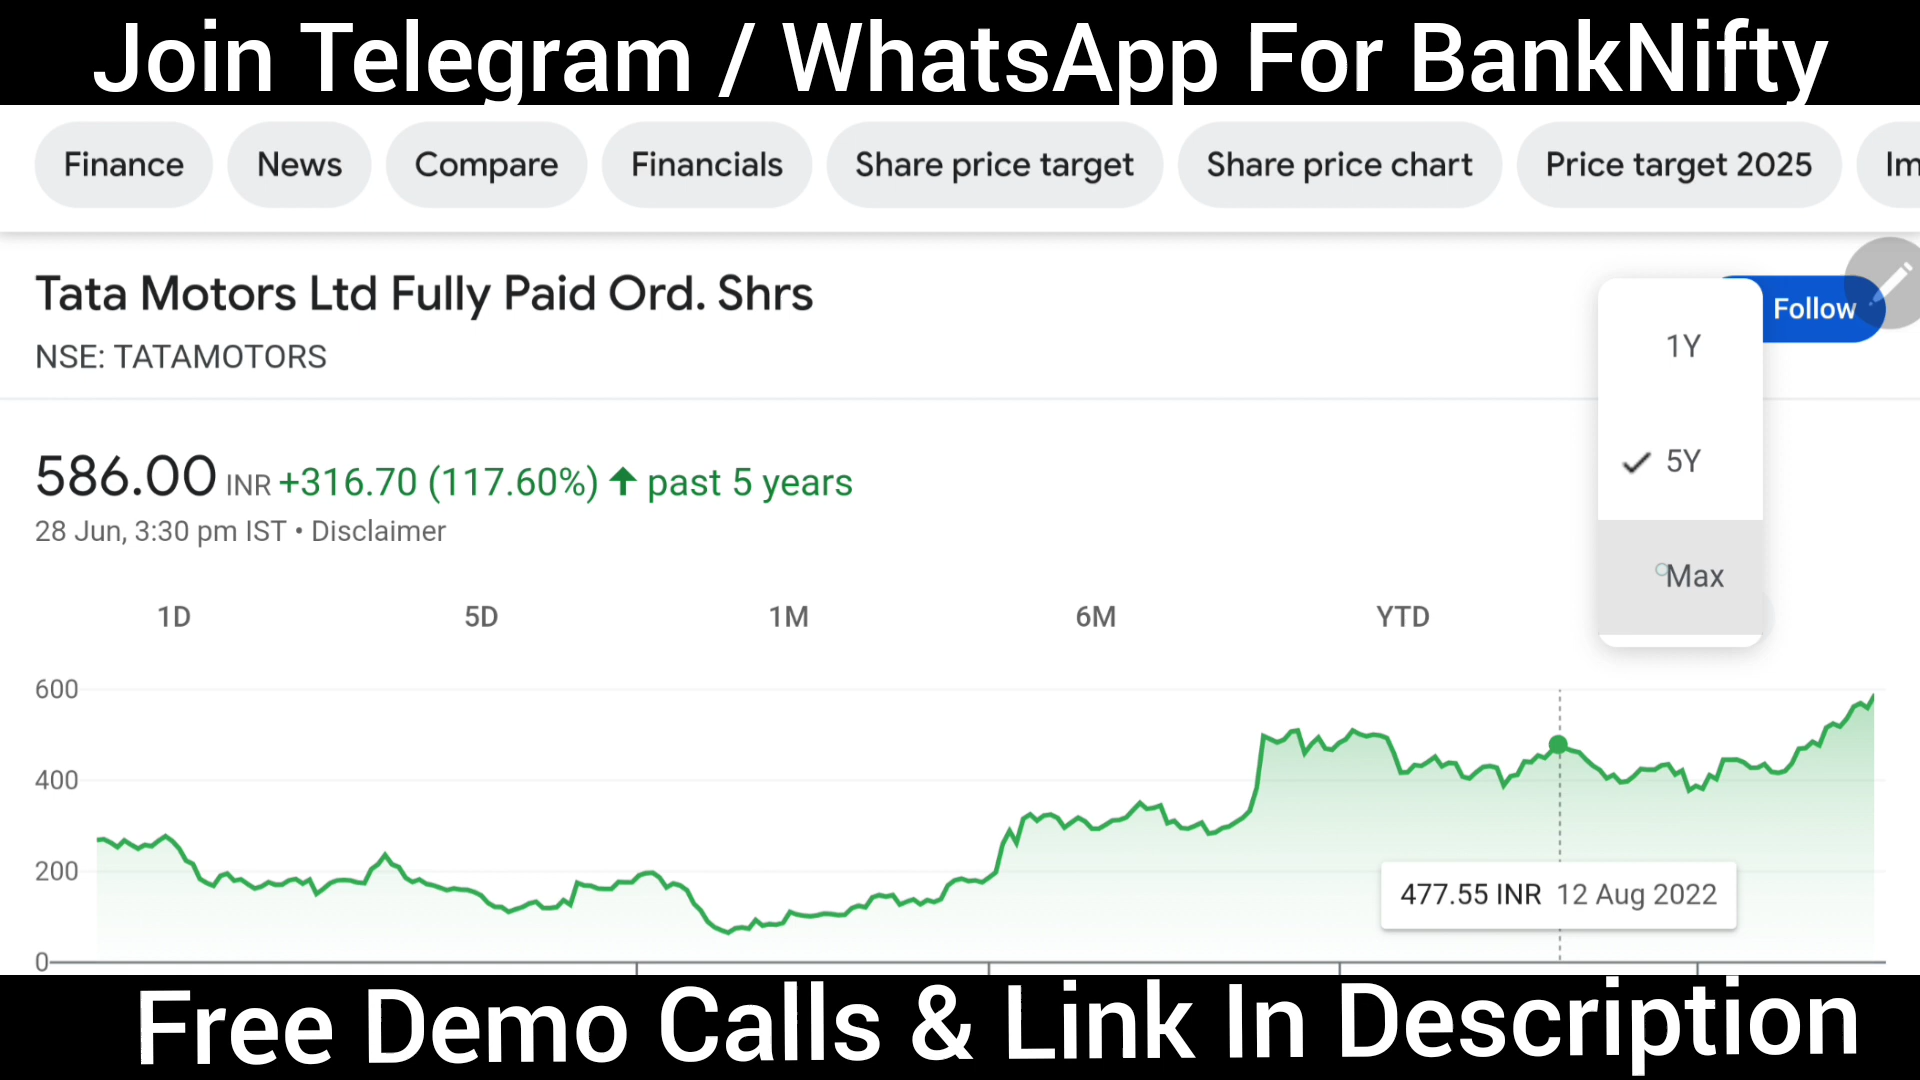 Join Telegram / WhatsApp For BankNifty
Finance News Compare Financials Share price target Share price chart Price target 2025
Tata Motors Ltd Fully Paid Ord. Shrs
Follow
NSE: TATAMOTORS
1Y
5Y
Max
586.00 INR +316.70 (117.60%) past 5 years
28 Jun, 3:30 pm IST • Disclaimer
1D 5D 1M 6M YTD
600
400
200
477.55 INR 12 Aug 2022
0
Free Demo Calls & Link In Description